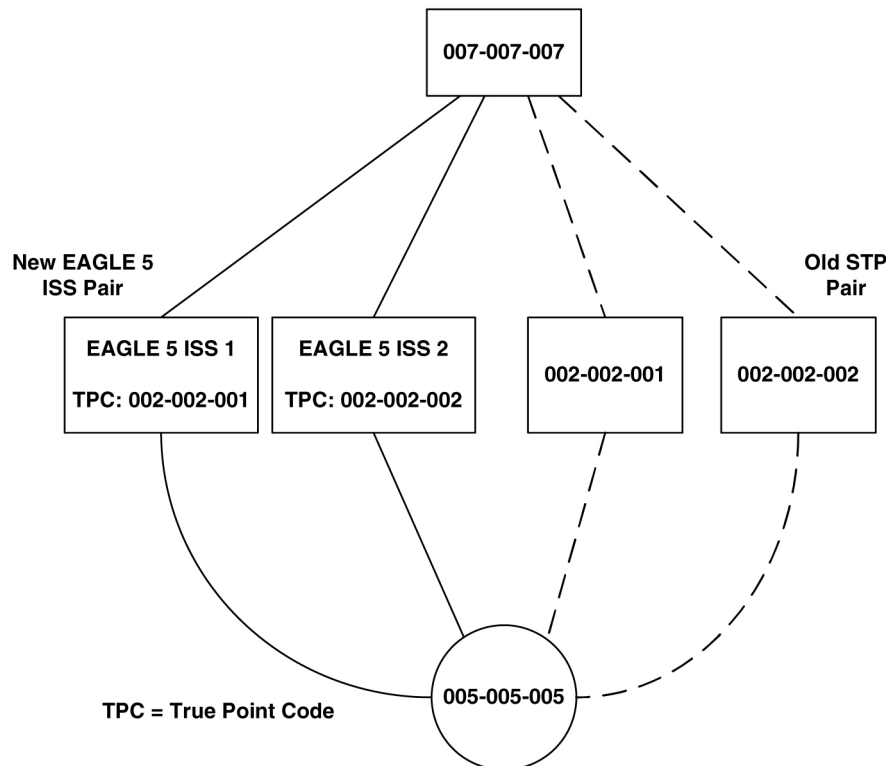 007-007-007
New EAGLE 5
ISS Pair
Old STP
Pair
EAGLE 5 ISS 1
TPC: 002-002-001
EAGLE 5 ISS 2
TPC: 002-002-002
002-002-001
002-002-002
005-005-005
TPC = True Point Code